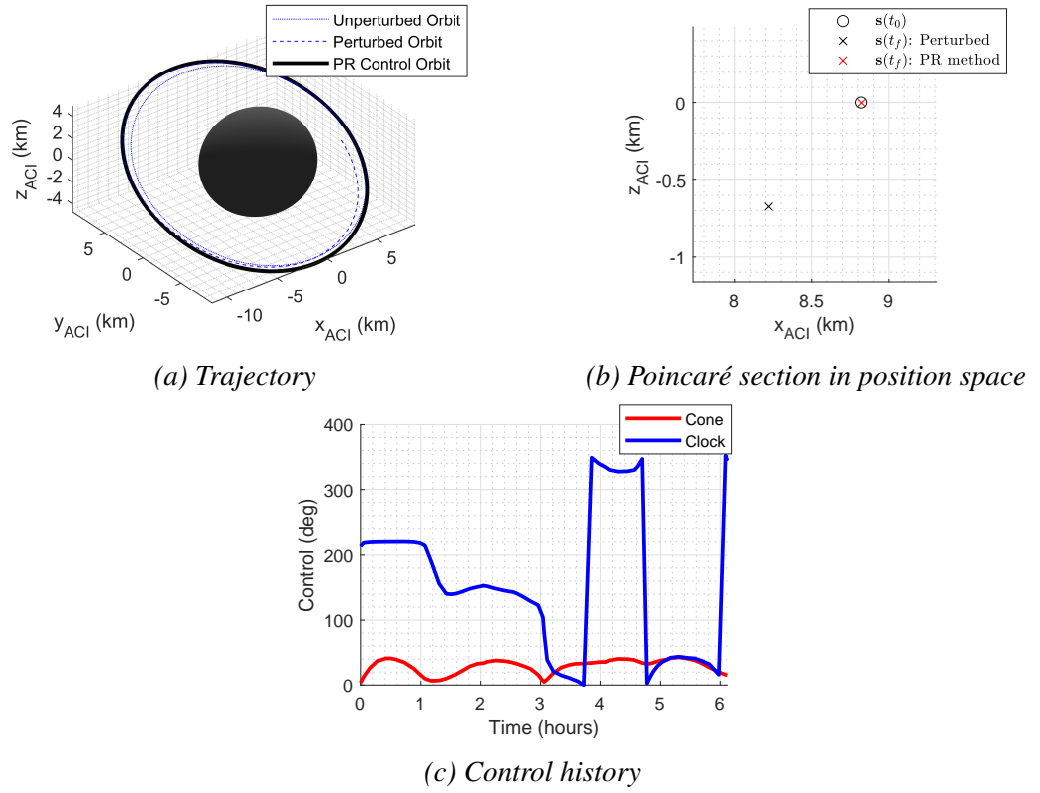 Unperturbed Orbit
Perturbed Orbit
PR Control Orbit
4
2
0
-2
-4
z_ACI (km)
5
0
-5
y_ACI (km)
-10
-5
0
5
x_ACI (km)
(a) Trajectory
s(t_0)
s(t_f): Perturbed
s(t_f): PR method
0
-0.5
-1
z_ACI (km)
8
8.5
9
x_ACI (km)
(b) Poincaré section in position space
Cone
Clock
400
300
200
100
0
Control (deg)
0 1 2 3 4 5 6
Time (hours)
(c) Control history